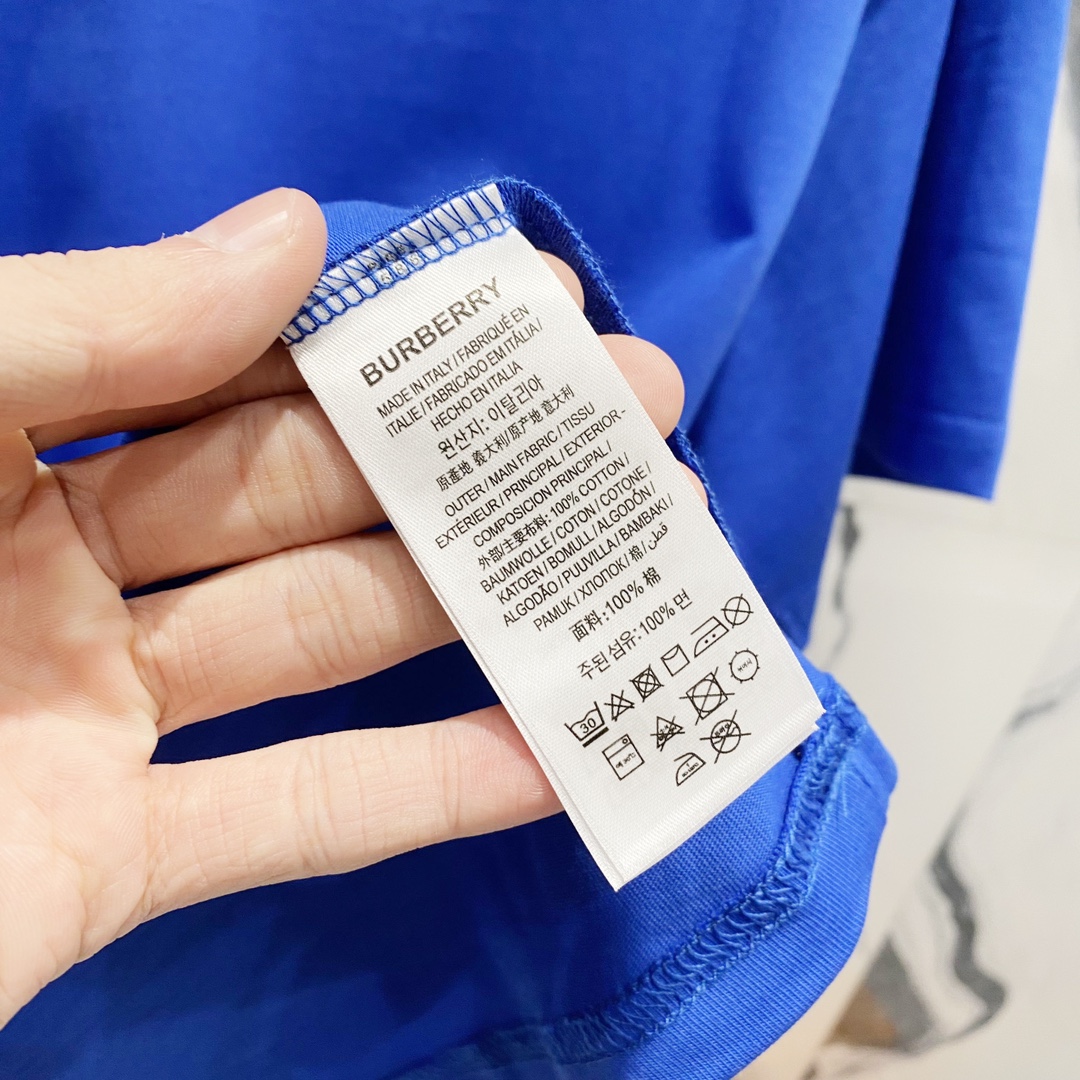 BURBERRY
MADE IN ITALY / FABRIQUÉ EN
ITALIE / FABRICADO EM ITÁLIA /
HECHO EN ITALIA
원산지: 이탈리아
原產地 義大利/原产地 意大利
OUTER / MAIN FABRIC / TISSU
EXTÉRIEUR / PRINCIPAL / EXTERIOR -
COMPOSICION PRINCIPAL /
外部/主要布料: 100% COTTON /
BAUMWOLLE / COTON / COTONE /
KATOEN / BOMULL / ALGODÓN /
ALGODÃO / PUUVILLA / BAMBAKI /
PAMUK / ХЛОПОК / 棉 / قطن
面料:100% 棉
주된 섬유:100% 면
30